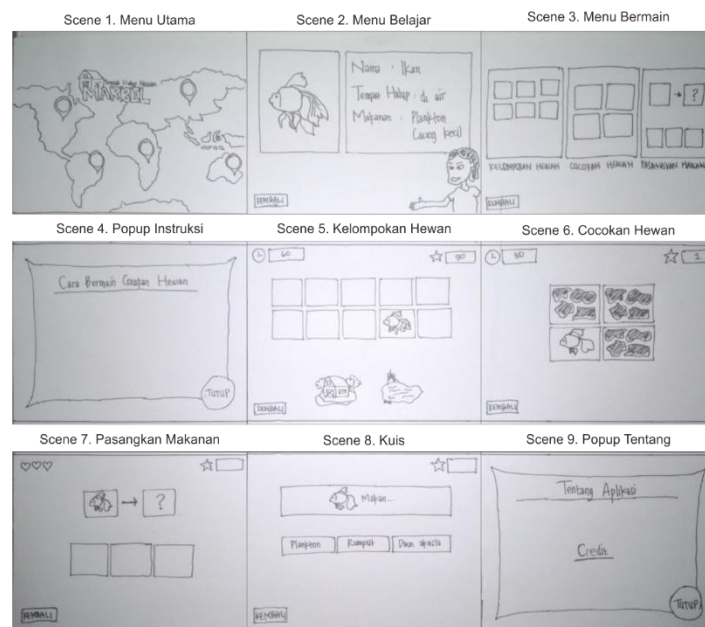 Scene 1. Menu Utama
Scene 2. Menu Belajar
Scene 3. Menu Bermain
MARBEL
Nama : Ikan
Tempat Hidup : di air
Makanan : Plankton
Cacing kecil
KEMBALI
KELOMPOKAN HEWAN
COCOKAN HEWAN
PASANGKAN MAKANAN
?
KEMBALI
Scene 4. Popup Instruksi
Scene 5. Kelompokan Hewan
Scene 6. Cocokan Hewan
Cara Bermain Cocokan Hewan
TUTUP
60
90
KEMBALI
30
1
KEMBALI
Scene 7. Pasangkan Makanan
Scene 8. Kuis
Scene 9. Popup Tentang
?
KEMBALI
Makan...
Plankton
Rumput
Daun
KEMBALI
Tentang Aplikasi
Credit
TUTUP